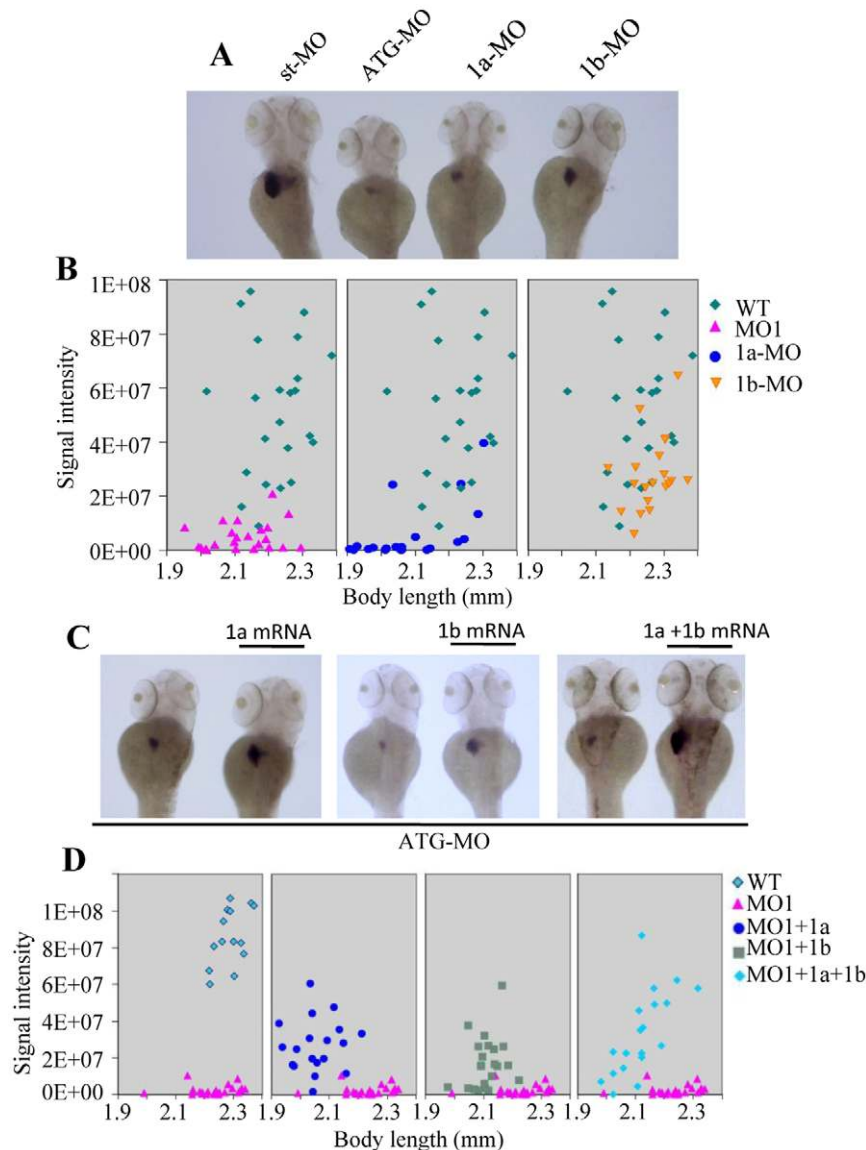 A
st-MO ATG-MO 1a-MO 1b-MO
B
Signal intensity
1E+08
8E+07
6E+07
4E+07
2E+07
0E+00
1.9 2.1 2.3 1.9 2.1 2.3 1.9 2.1 2.3
Body length (mm)
WT
MO1
1a-MO
1b-MO
C
1a mRNA 1b mRNA 1a +1b mRNA
ATG-MO
D
Signal intensity
1E+08
8E+07
6E+07
4E+07
2E+07
0E+00
1.9 2.1 2.3 1.9 2.1 2.3 1.9 2.1 2.3 1.9 2.1 2.3
Body length (mm)
WT
MO1
MO1+1a
MO1+1b
MO1+1a+1b